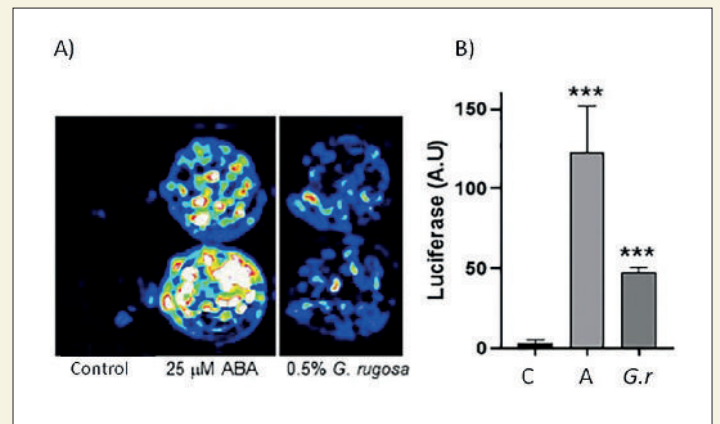 A)
Control 25 μM ABA 0.5% G. rugosa
B)
Luciferase (A.U)
150
100
50
0
***
***
C A G.r